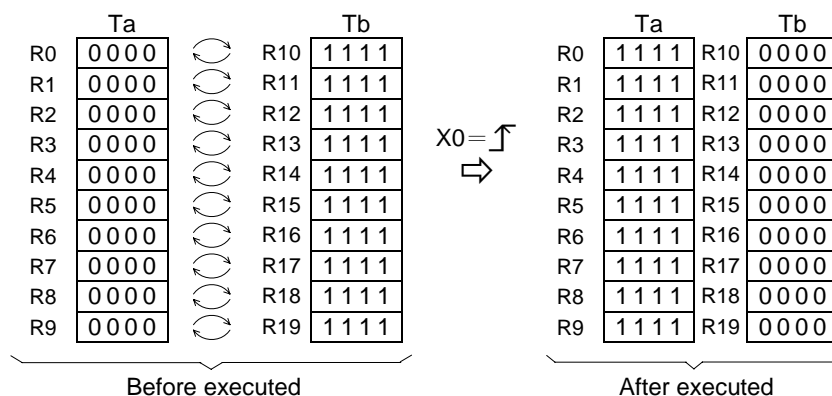 Ta Tb Ta Tb
R0 0000 R10 1111 R0 1111 R10 0000
R1 0000 R11 1111 R1 1111 R11 0000
R2 0000 R12 1111 R2 1111 R12 0000
R3 0000 R13 1111 X0= R3 1111 R13 0000
R4 0000 R14 1111 R4 1111 R14 0000
R5 0000 R15 1111 R5 1111 R15 0000
R6 0000 R16 1111 R6 1111 R16 0000
R7 0000 R17 1111 R7 1111 R17 0000
R8 0000 R18 1111 R8 1111 R18 0000
R9 0000 R19 1111 R9 1111 R19 0000
Before executed After executed